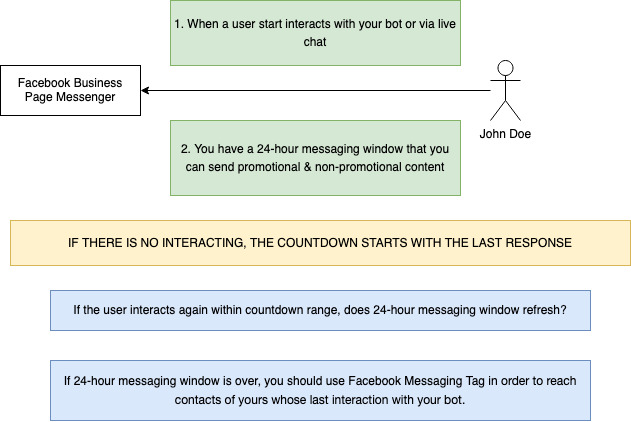 1. When a user start interacts with your bot or via live
chat
Facebook Business
Page Messenger
John Doe
2. You have a 24-hour messaging window that you
can send promotional & non-promotional content
IF THERE IS NO INTERACTING, THE COUNTDOWN STARTS WITH THE LAST RESPONSE
If the user interacts again within countdown range, does 24-hour messaging window refresh?
If 24-hour messaging window is over, you should use Facebook Messaging Tag in order to reach
contacts of yours whose last interaction with your bot.